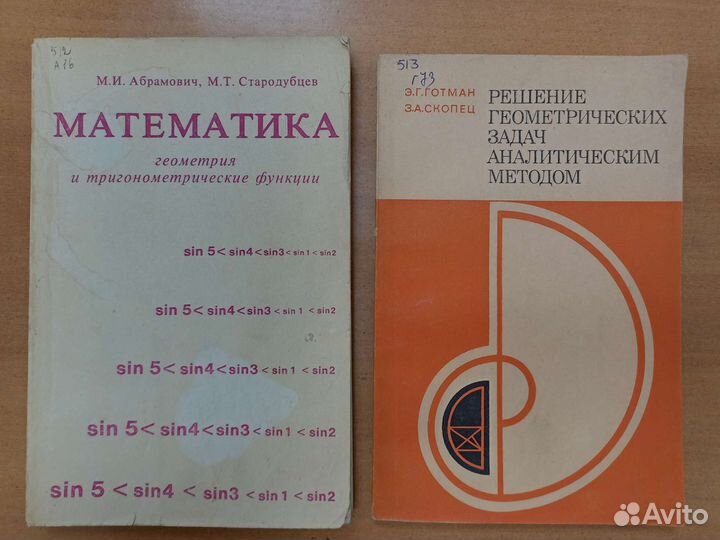 512
А 16
М.И. Абрамович, М.Т. Стародубцев
МАТЕМАТИКА
геометрия
и тригонометрические функции
sin 5 < sin4 < sin3 < sin 1 < sin2
sin 5 < sin4 < sin3 < sin 1 < sin2
sin 5 < sin4 < sin3 < sin 1 < sin2
sin 5 < sin4 < sin3 < sin 1 < sin2
sin 5 < sin4 < sin3 < sin 1 < sin2
513
Г73
Э.Г. ГОТМАН
З.А. СКОПЕЦ
РЕШЕНИЕ
ГЕОМЕТРИЧЕСКИХ
ЗАДАЧ
АНАЛИТИЧЕСКИМ
МЕТОДОМ
Avito